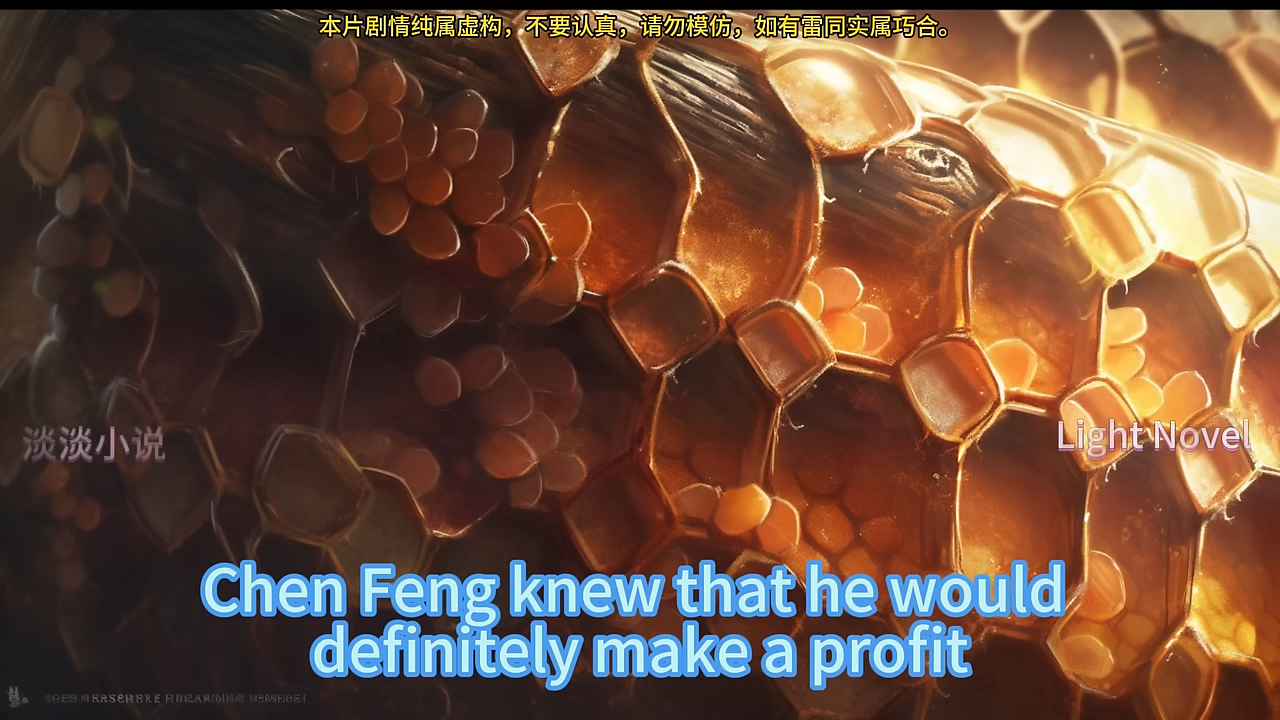 本片剧情纯属虚构，不要认真，请勿模仿，如有雷同实属巧合。
淡淡小说
Light Novel
Chen Feng knew that he would
definitely make a profit